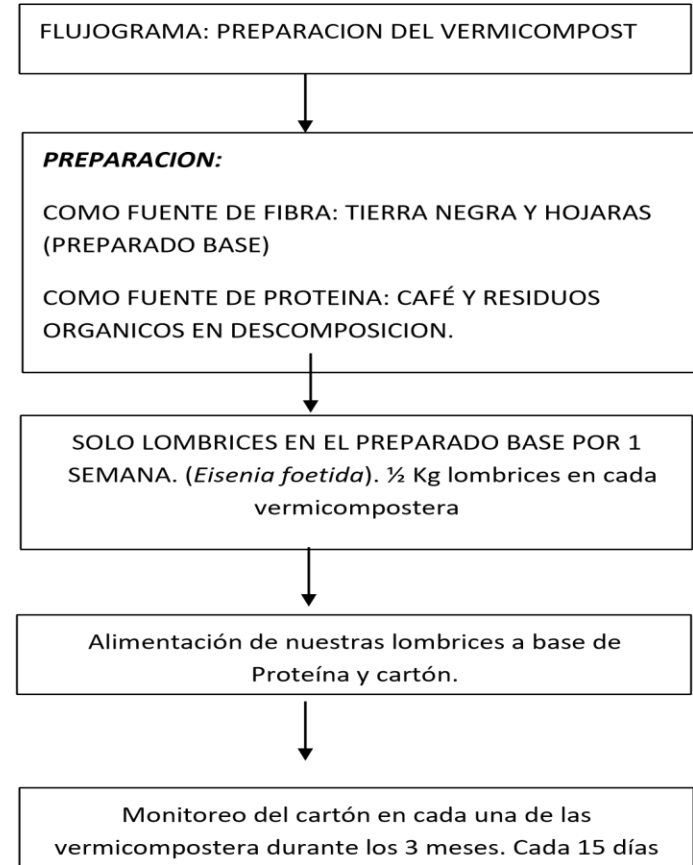 FLUJOGRAMA: PREPARACION DEL VERMICOMPOST
PREPARACION:
COMO FUENTE DE FIBRA: TIERRA NEGRA Y HOJARAS
(PREPARADO BASE)
COMO FUENTE DE PROTEINA: CAFÉ Y RESIDUOS
ORGANICOS EN DESCOMPOSICION.
SOLO LOMBRICES EN EL PREPARADO BASE POR 1
SEMANA. (Eisenia foetida). ½ Kg lombrices en cada
vermicompostera
Alimentación de nuestras lombrices a base de
Proteína y cartón.
Monitoreo del cartón en cada una de las
vermicompostera durante los 3 meses. Cada 15 días